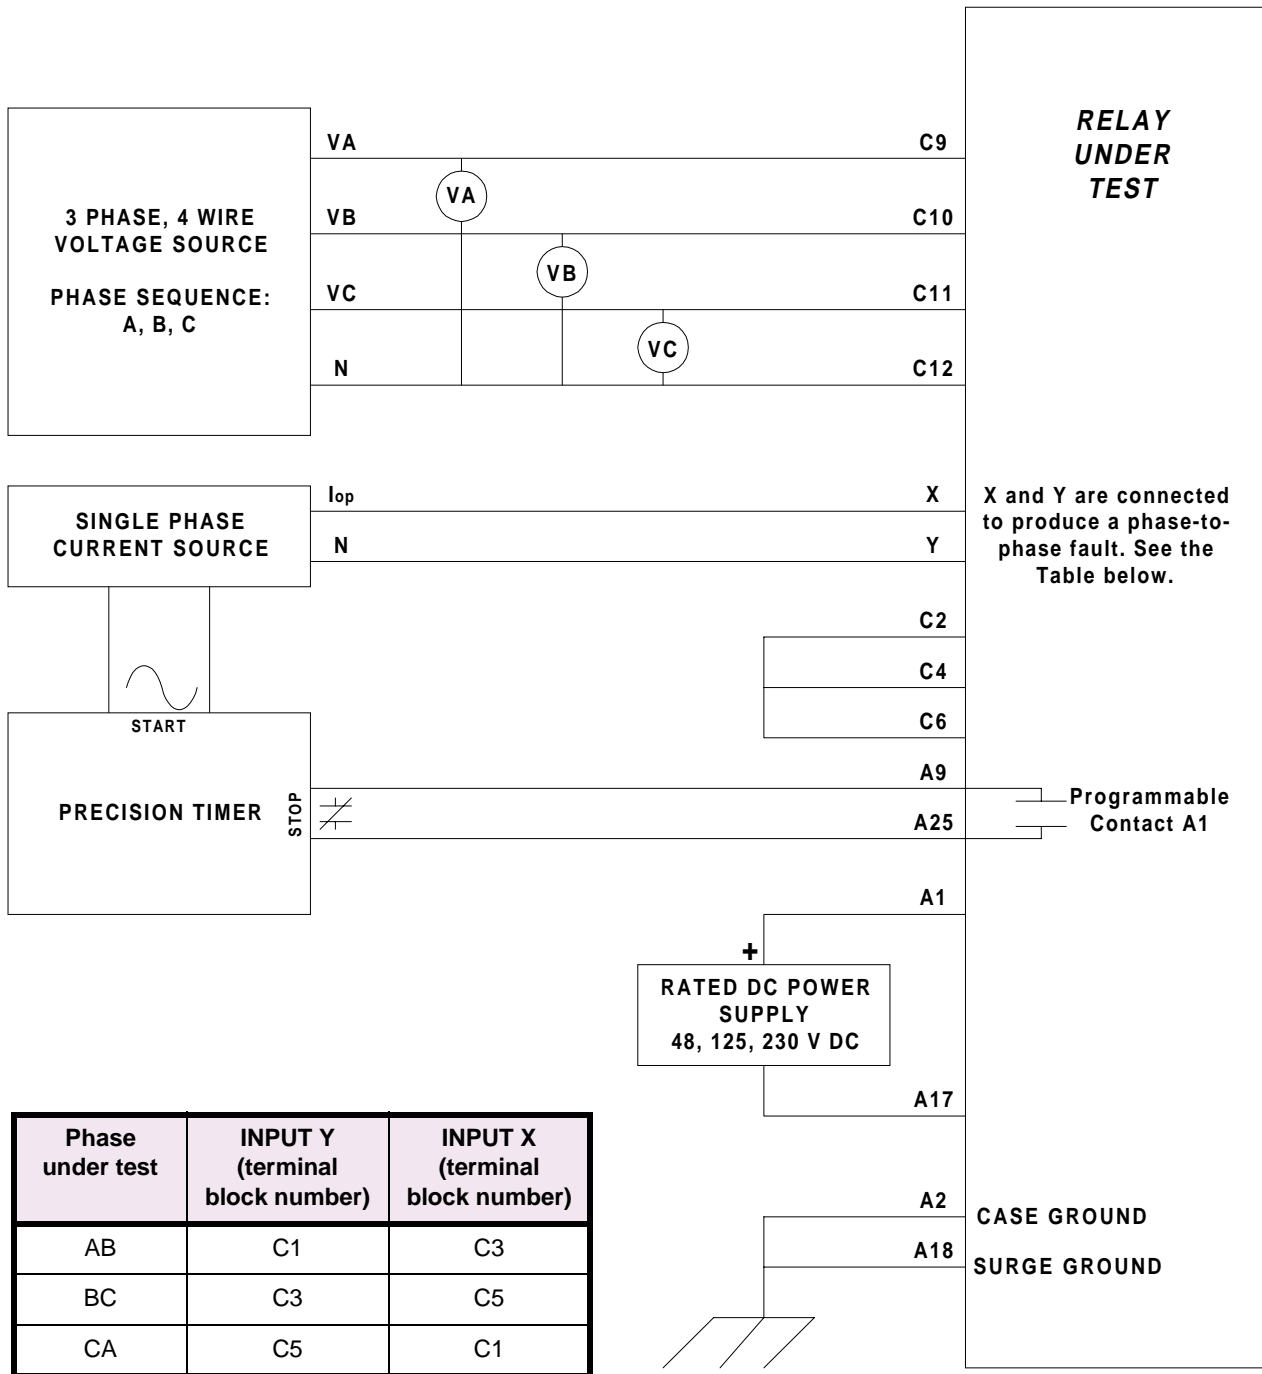 RELAY
UNDER
TEST
3 PHASE, 4 WIRE
VOLTAGE SOURCE
PHASE SEQUENCE:
A, B, C
VA
VB
VC
N
VA
VB
VC
C9
C10
C11
C12
SINGLE PHASE
CURRENT SOURCE
Iop
N
X
Y
X and Y are connected
to produce a phase-to-
phase fault. See the
Table below.
C2
C4
C6
START
PRECISION TIMER
STOP
A9
A25
Programmable
Contact A1
A1
+
RATED DC POWER
SUPPLY
48, 125, 230 V DC
A17
A2
CASE GROUND
A18
SURGE GROUND
Phase
under test
INPUT Y
(terminal
block number)
INPUT X
(terminal
block number)
AB
C1
C3
BC
C3
C5
CA
C5
C1